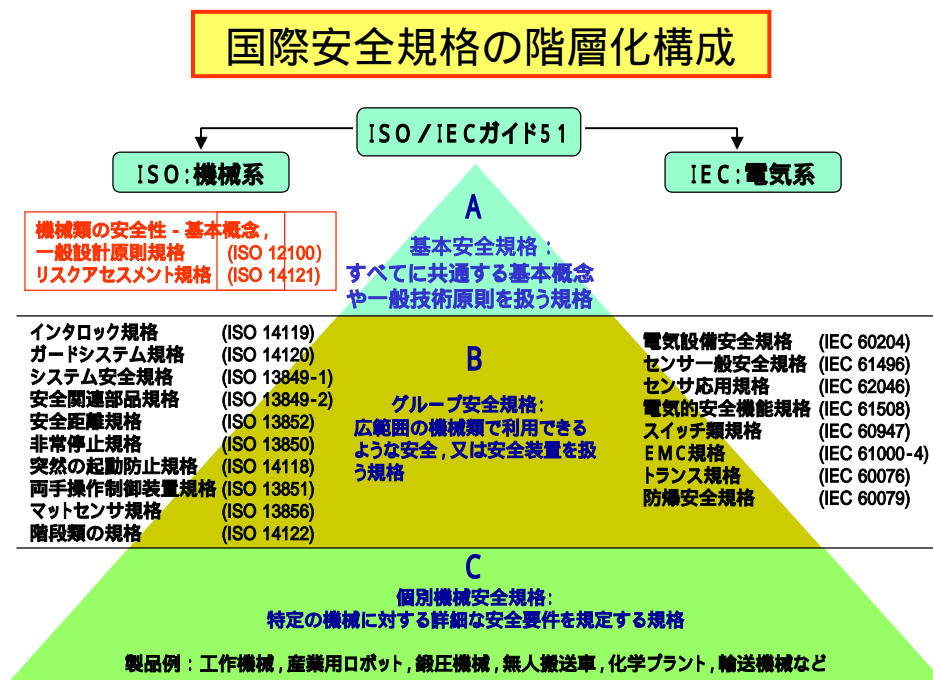 国際安全規格の階層化構成
ISO/IECガイド51
ISO:機械系
IEC:電気系
機械類の安全性 - 基本概念,
一般設計原則規格 (ISO 12100)
リスクアセスメント規格 (ISO 14121)
A
基本安全規格:
すべてに共通する基本概念
や一般技術原則を扱う規格
インタロック規格 (ISO 14119)
ガードシステム規格 (ISO 14120)
システム安全規格 (ISO 13849-1)
安全関連部品規格 (ISO 13849-2)
安全距離規格 (ISO 13852)
非常停止規格 (ISO 13850)
突然の起動防止規格 (ISO 14118)
両手操作制御装置規格 (ISO 13851)
マットセンサ規格 (ISO 13856)
階段類の規格 (ISO 14122)
B
グループ安全規格:
広範囲の機械類で利用できる
ような安全,又は安全装置を扱
う規格
電気設備安全規格 (IEC 60204)
センサ一般安全規格 (IEC 61496)
センサ応用規格 (IEC 62046)
電気的安全機能規格 (IEC 61508)
スイッチ類規格 (IEC 60947)
EMC規格 (IEC 61000-4)
トランス規格 (IEC 60076)
防爆安全規格 (IEC 60079)
C
個別機械安全規格:
特定の機械に対する詳細な安全要件を規定する規格
製品例:工作機械,産業用ロボット,鍛圧機械,無人搬送車,化学プラント,輸送機械など